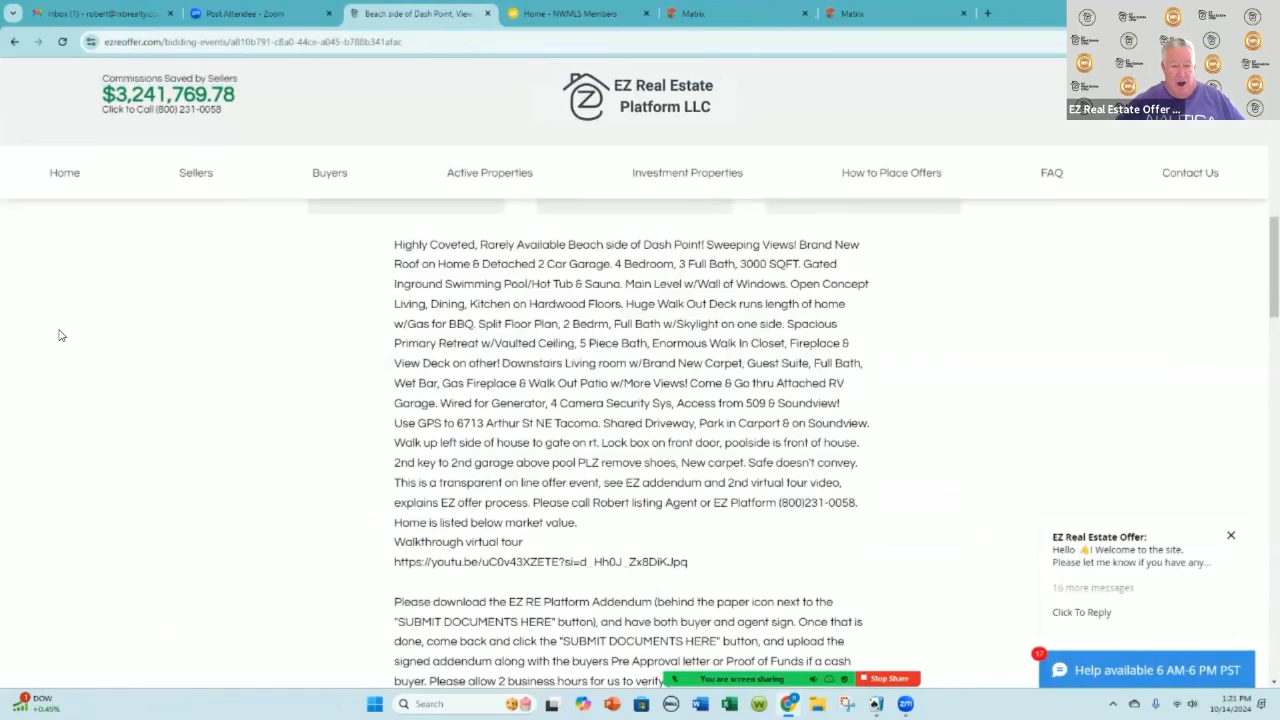 Inbox (1) - robert@xbrealty.c
Post Attendee - Zoom
Beach side of Dash Point, View
Home - NWMLS Members
Matrix
Matrix
ezreoffer.com/bidding-events/a810b791-c8a0-44ce-a045-b788b341afac
Commissions Saved by Sellers
$3,241,769.78
Click to Call (800) 231-0058
EZ Real Estate
Platform LLC
EZ Real Estate Offer ...
NAUTICA
Home
Sellers
Buyers
Active Properties
Investment Properties
How to Place Offers
FAQ
Contact Us
Highly Coveted, Rarely Available Beach side of Dash Point! Sweeping Views! Brand New
Roof on Home & Detached 2 Car Garage. 4 Bedroom, 3 Full Bath, 3000 SQFT. Gated
Inground Swimming Pool/Hot Tub & Sauna. Main Level w/Wall of Windows. Open Concept
Living, Dining, Kitchen on Hardwood Floors. Huge Walk Out Deck runs length of home
w/Gas for BBQ. Split Floor Plan, 2 Bedrm, Full Bath w/Skylight on one side. Spacious
Primary Retreat w/Vaulted Ceiling, 5 Piece Bath, Enormous Walk In Closet, Fireplace &
View Deck on other! Downstairs Living room w/Brand New Carpet, Guest Suite, Full Bath,
Wet Bar, Gas Fireplace & Walk Out Patio w/More Views! Come & Go thru Attached RV
Garage. Wired for Generator, 4 Camera Security Sys, Access from 509 & Soundview!
Use GPS to 6713 Arthur St NE Tacoma. Shared Driveway, Park in Carport & on Soundview.
Walk up left side of house to gate on rt. Lock box on front door, poolside is front of house.
2nd key to 2nd garage above pool PLZ remove shoes, New carpet. Safe doesn't convey.
This is a transparent on line offer event, see EZ addendum and 2nd virtual tour video,
explains EZ offer process. Please call Robert listing Agent or EZ Platform (800)231-0058.
Home is listed below market value.
Walkthrough virtual tour
https://youtu.be/uC0v43XZETE?si=d_Hh0J_Zx8DiKJpq
Please download the EZ RE Platform Addendum (behind the paper icon next to the
"SUBMIT DOCUMENTS HERE" button), and have both buyer and agent sign. Once that is
done, come back and click the "SUBMIT DOCUMENTS HERE" button, and upload the
signed addendum along with the buyers Pre Approval letter or Proof of Funds if a cash
buyer. Please allow 2 business hours for us to verify
EZ Real Estate Offer:
Hello 👋! Welcome to the site.
Please let me know if you have any...
16 more messages
Click To Reply
17
Help available 6 AM-6 PM PST
You are screen sharing
Stop Share
DOW
+0.45%
Search
1:21 PM
10/14/2024